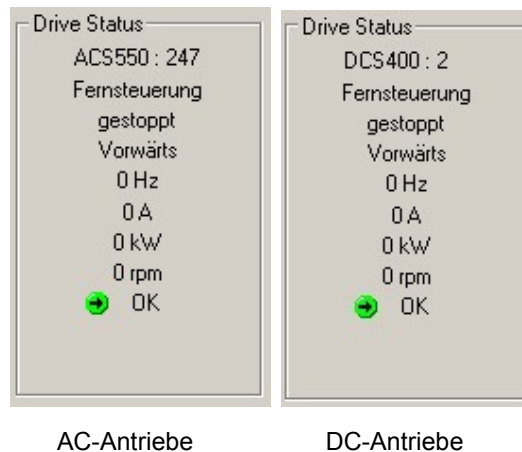 Drive Status
ACS550 : 247
Fernsteuerung
gestoppt
Vorwärts
0 Hz
0 A
0 kW
0 rpm
OK
AC-Antriebe
Drive Status
DCS400 : 2
Fernsteuerung
gestoppt
Vorwärts
0 Hz
0 A
0 kW
0 rpm
OK
DC-Antriebe